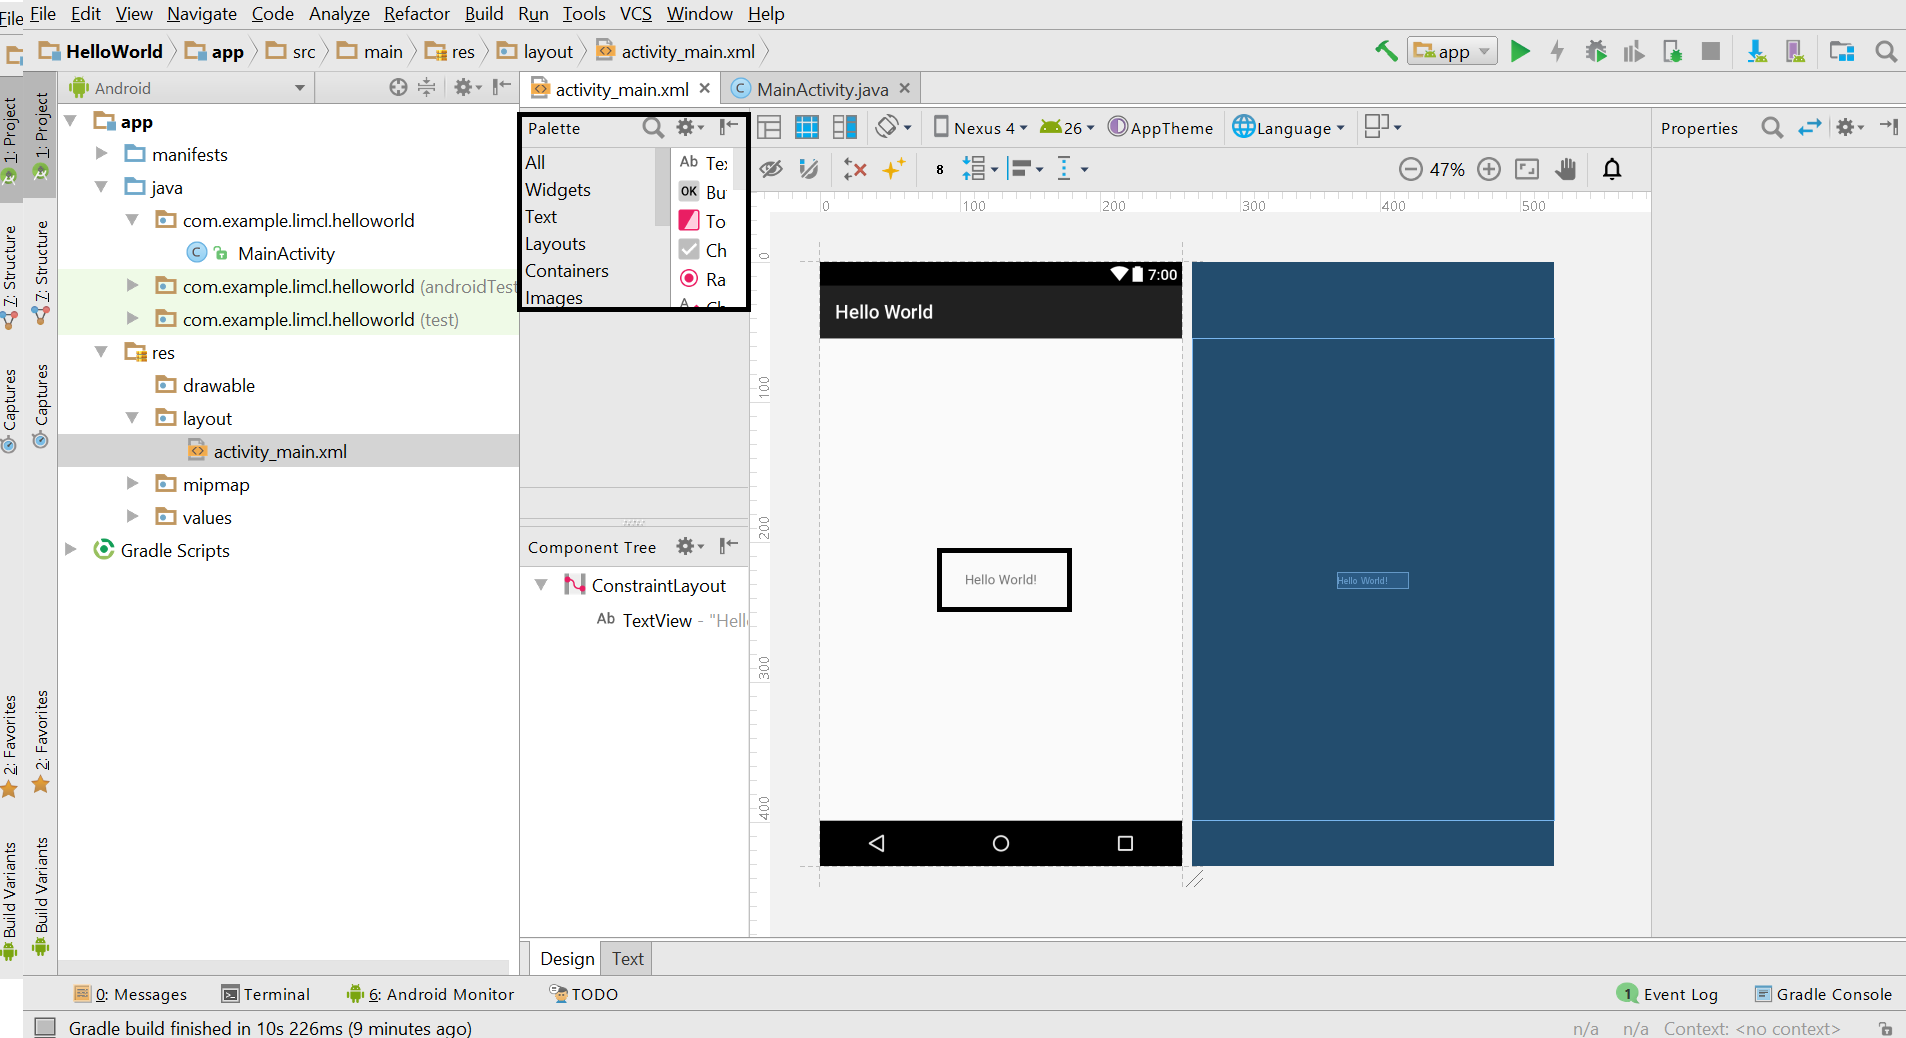 File
File Edit View Navigate Code Analyze Refactor Build Run Tools VCS Window Help
HelloWorld app src main res layout activity_main.xml
app
Android
activity_main.xml
MainActivity.java
1: Project
7: Structure
Captures
2: Favorites
Build Variants
1: Project
7: Structure
Captures
2: Favorites
Build Variants
app
manifests
java
com.example.limcl.helloworld
MainActivity
com.example.limcl.helloworld (androidTest
com.example.limcl.helloworld (test)
res
drawable
layout
activity_main.xml
mipmap
values
Gradle Scripts
Palette
All
Widgets
Text
Layouts
Containers
Images
Ab Te
OK Bu
To
Ch
Ra
Ch
Component Tree
ConstraintLayout
Ab TextView - "Hell
Nexus 4 26 AppTheme Language
8
47%
0 100 200 300 400 500
0
100
200
300
400
7:00
Hello World
Hello World!
Hello World!
Properties
Design Text
0: Messages Terminal 6: Android Monitor TODO
1 Event Log Gradle Console
Gradle build finished in 10s 226ms (9 minutes ago)
n/a n/a Context: <no context>